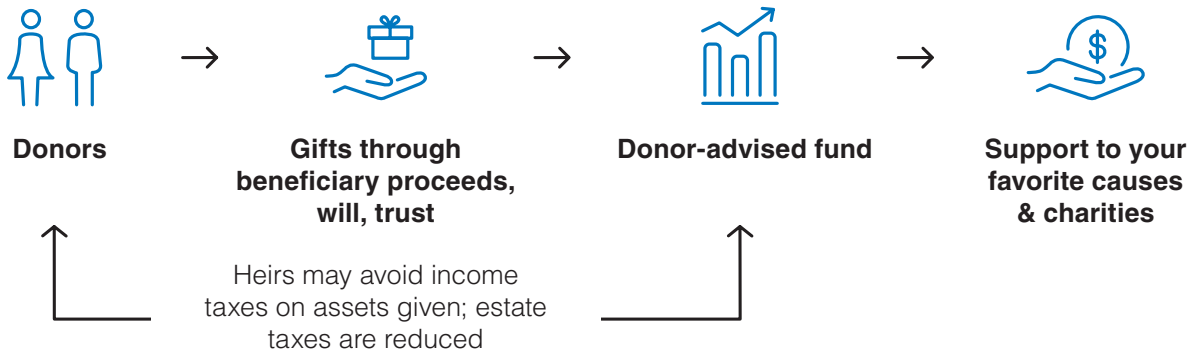 $
Donors
Gifts through
beneficiary proceeds,
will, trust
Donor-advised fund
Support to your
favorite causes
& charities
Heirs may avoid income
taxes on assets given; estate
taxes are reduced